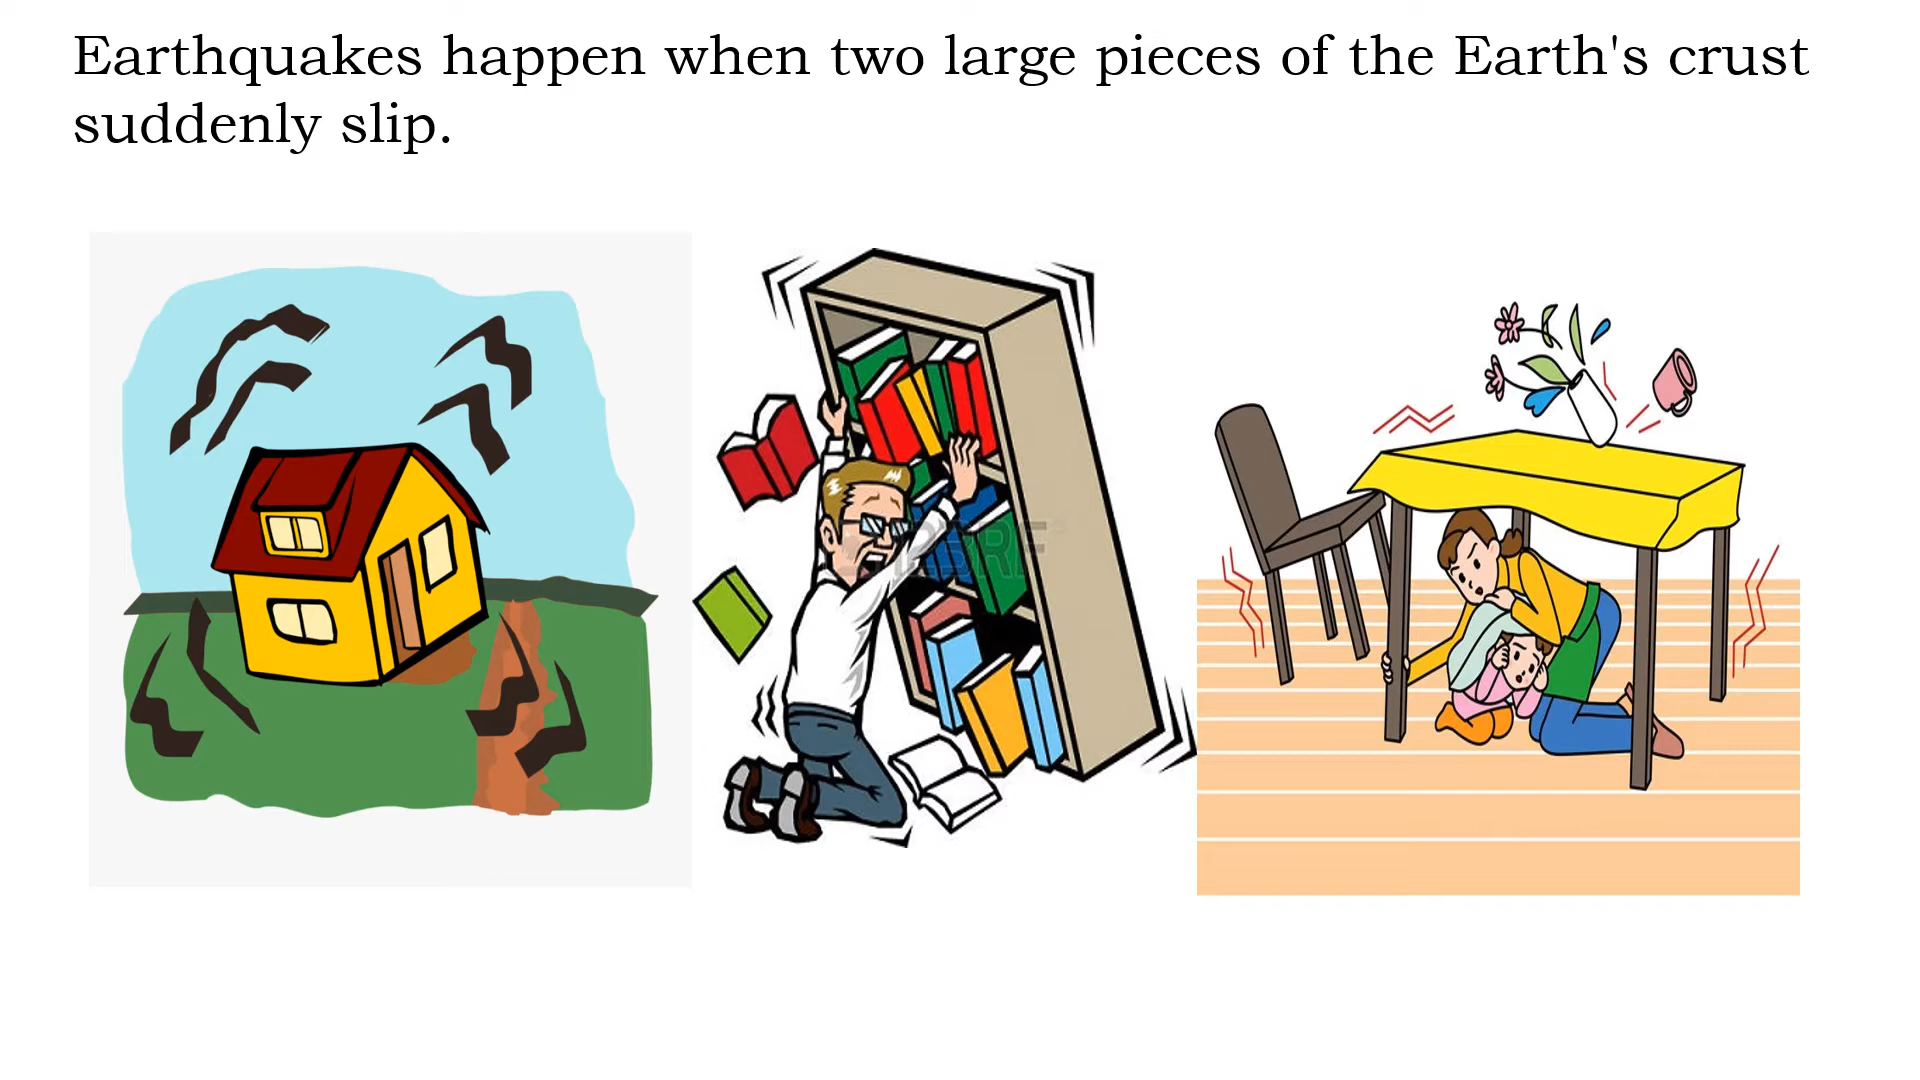 Earthquakes happen when two large pieces of the Earth's crust
suddenly slip.